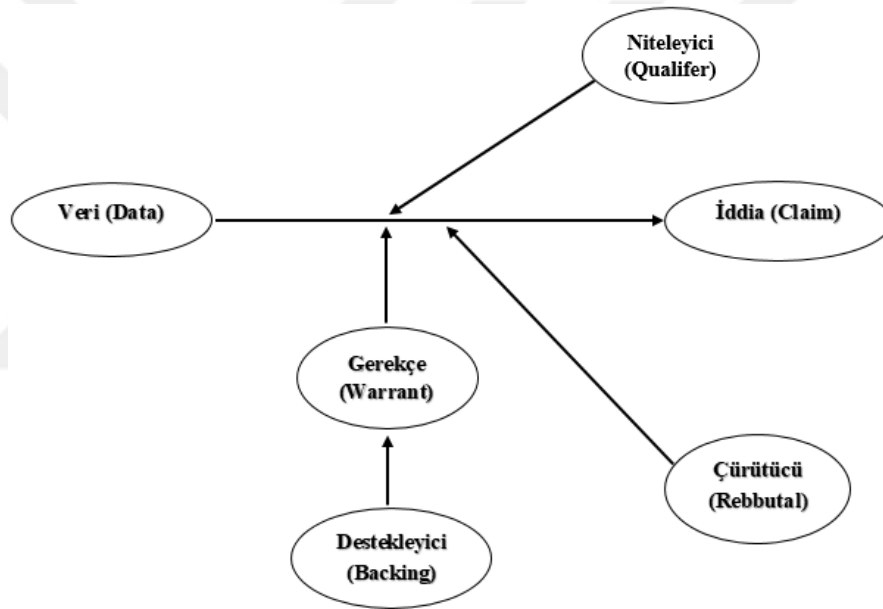 Niteleyici
(Qualifer)
Veri (Data)
İddia (Claim)
Gerekçe
(Warrant)
Çürütücü
(Rebbutal)
Destekleyici
(Backing)